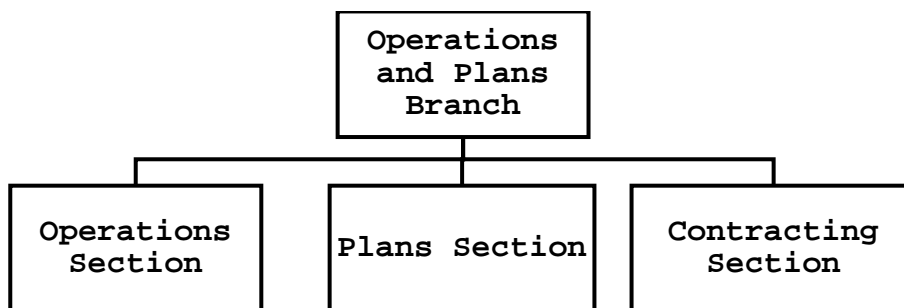 Operations
and Plans
Branch
Operations
Section
Plans Section
Contracting
Section